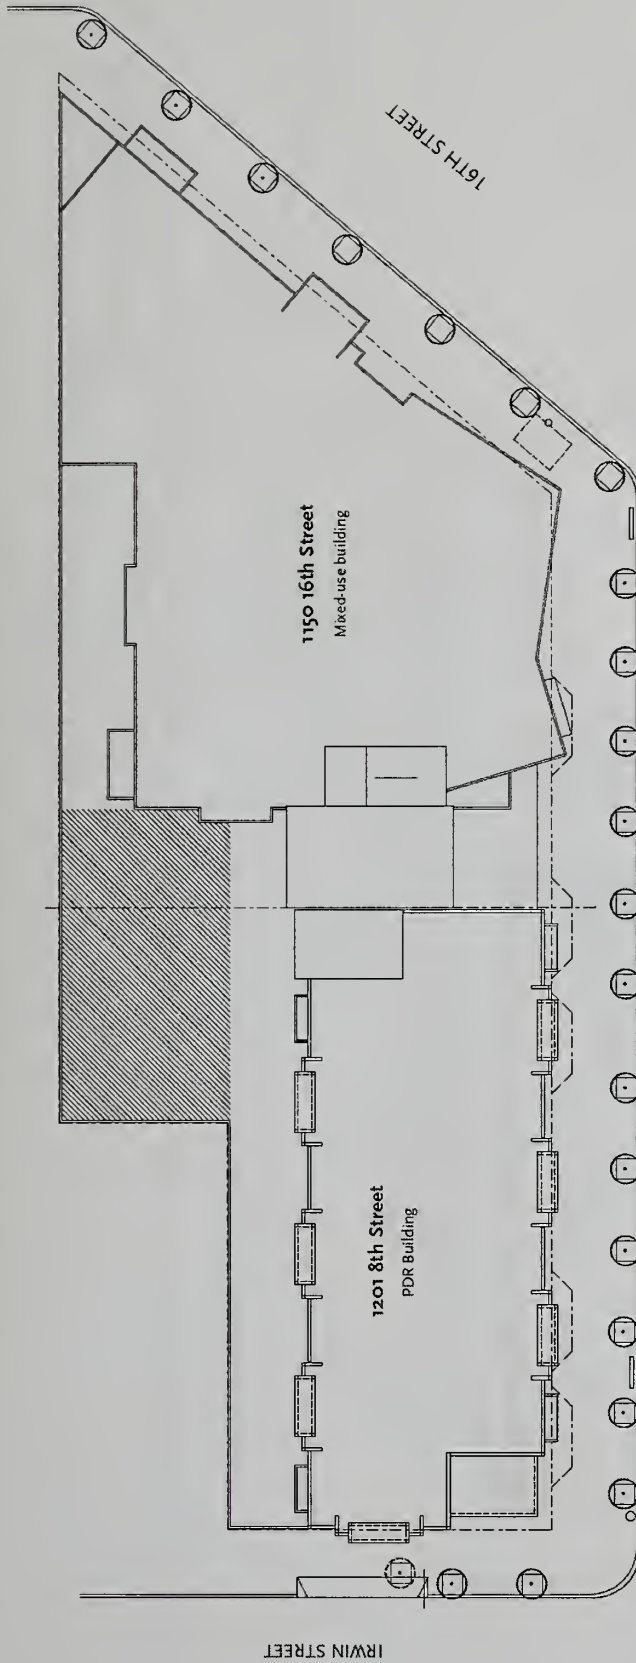 16TH STREET
1150 16th Street
Mixed-use building
1201 8th Street
PDR Building
IRWIN STREET